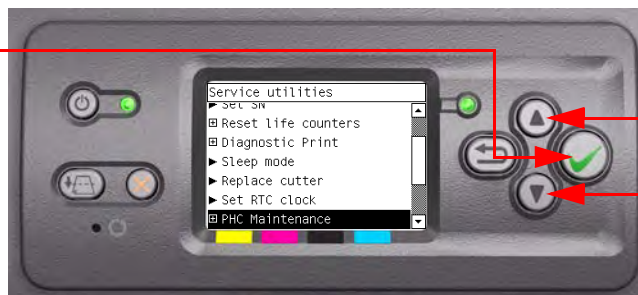 Service utilities
▶ Set SN
⊞ Reset life counters
⊞ Diagnostic Print
▶ Sleep mode
▶ Replace cutter
▶ Set RTC clock
⊞ PHC Maintenance